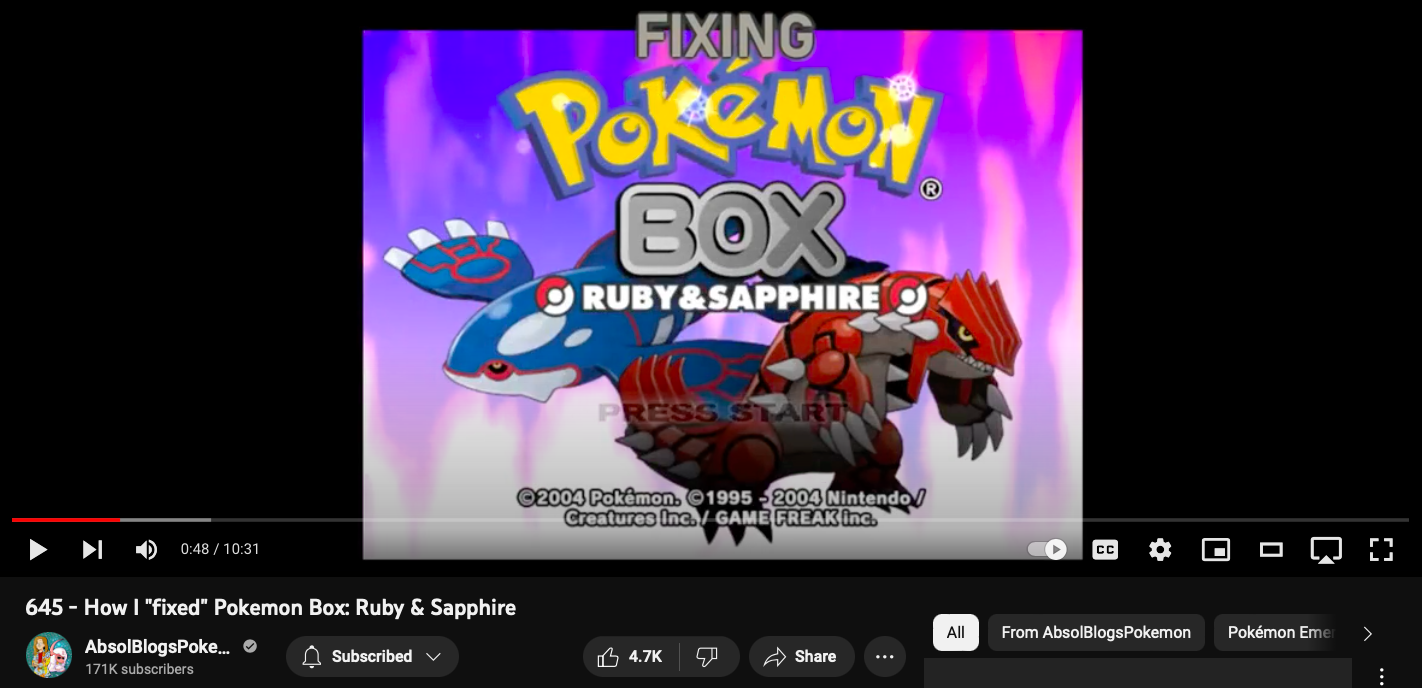 FIXING
POKéMON
®
BOX
RUBY&SAPPHIRE
PRESS START
©2004 Pokémon. ©1995 - 2004 Nintendo /
Creatures Inc. / GAME FREAK inc.
0:48 / 10:31
CC
645 - How I "fixed" Pokemon Box: Ruby & Sapphire
AbsolBlogsPoke...
171K subscribers
Subscribed
4.7K
Share
All
From AbsolBlogsPokemon
Pokémon Emer